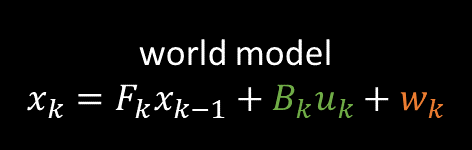 world model
xₖ = Fₖxₖ₋₁ + Bₖuₖ + wₖ